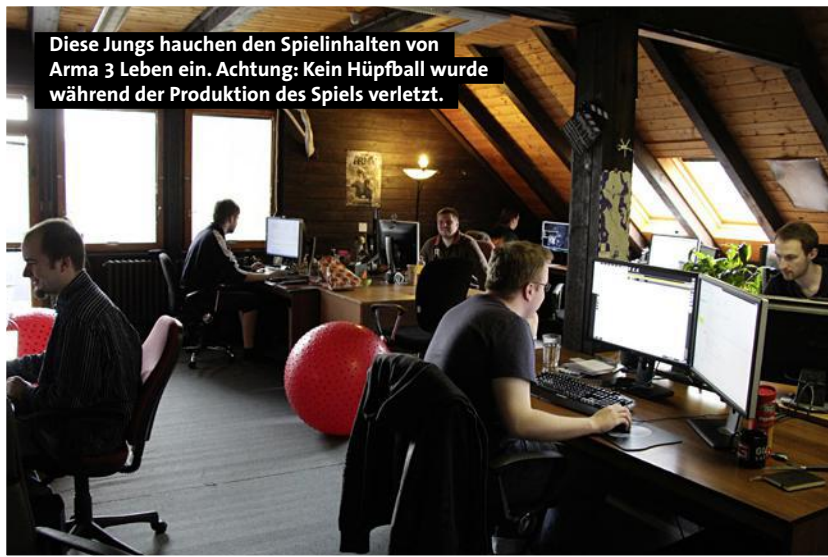 Diese Jungs hauchen den Spielinhalten von
Arma 3 Leben ein. Achtung: Kein Hüpfball wurde
während der Produktion des Spiels verletzt.